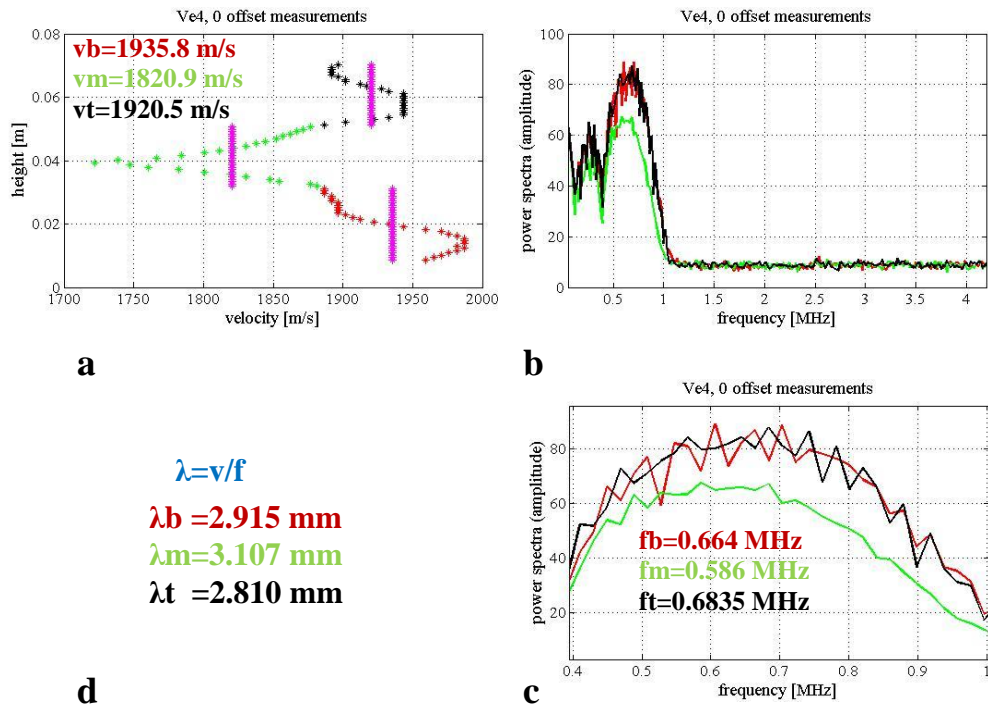 Ve4, 0 offset measurements
vb=1935.8 m/s
vm=1820.9 m/s
vt=1920.5 m/s
0.08
0.06
0.04
0.02
0
height [m]
1700 1750 1800 1850 1900 1950 2000
velocity [m/s]
a
Ve4, 0 offset measurements
100
80
60
40
20
0
power spectra (amplitude)
0.5 1 1.5 2 2.5 3 3.5 4
frequency [MHz]
b
λ=v/f
λb =2.915 mm
λm=3.107 mm
λt =2.810 mm
d
Ve4, 0 offset measurements
80
60
40
20
power spectra (amplitude)
fb=0.664 MHz
fm=0.586 MHz
ft=0.6835 MHz
0.4 0.5 0.6 0.7 0.8 0.9 1
frequency [MHz]
c